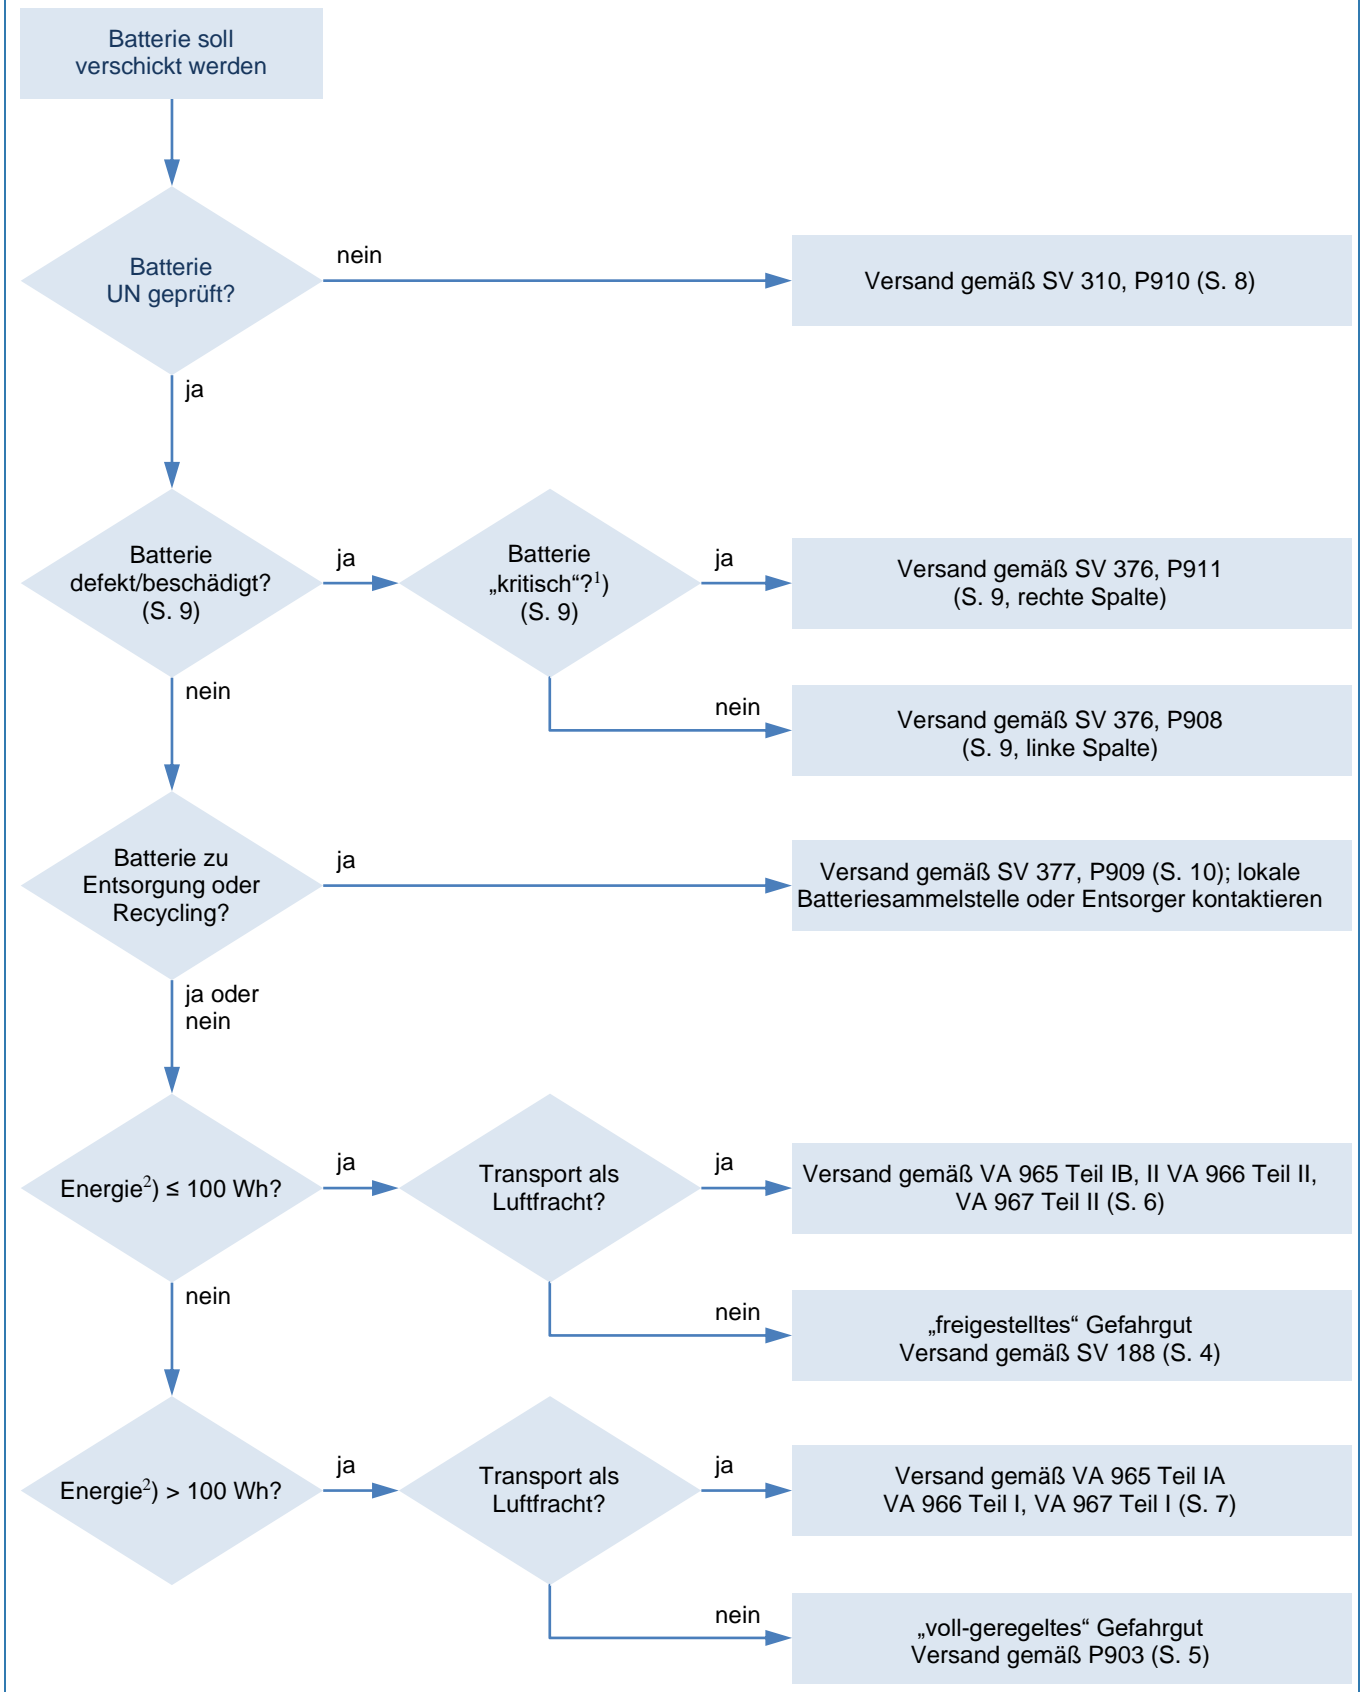 Batterie soll
verschickt werden
Batterie
UN geprüft?
nein
Versand gemäß SV 310, P910 (S. 8)
ja
Batterie
defekt/beschädigt?
(S. 9)
ja
Batterie
„kritisch“?¹)
(S. 9)
ja
Versand gemäß SV 376, P911
(S. 9, rechte Spalte)
nein
nein
Versand gemäß SV 376, P908
(S. 9, linke Spalte)
Batterie zu
Entsorgung oder
Recycling?
ja
Versand gemäß SV 377, P909 (S. 10); lokale
Batteriesammelstelle oder Entsorger kontaktieren
ja oder
nein
Energie²) ≤ 100 Wh?
ja
Transport als
Luftfracht?
ja
Versand gemäß VA 965 Teil IB, II VA 966 Teil II,
VA 967 Teil II (S. 6)
nein
nein
„freigestelltes“ Gefahrgut
Versand gemäß SV 188 (S. 4)
Energie²) > 100 Wh?
ja
Transport als
Luftfracht?
ja
Versand gemäß VA 965 Teil IA
VA 966 Teil I, VA 967 Teil I (S. 7)
nein
„voll-geregeltes“ Gefahrgut
Versand gemäß P903 (S. 5)